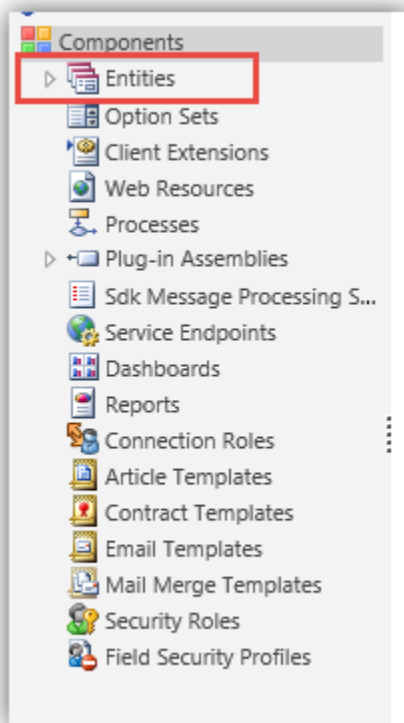 Components
Entities
Option Sets
Client Extensions
Web Resources
Processes
Plug-in Assemblies
Sdk Message Processing S...
Service Endpoints
Dashboards
Reports
Connection Roles
Article Templates
Contract Templates
Email Templates
Mail Merge Templates
Security Roles
Field Security Profiles